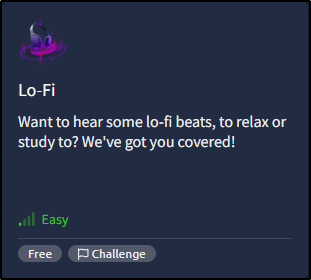 Lo-Fi
Want to hear some lo-fi beats, to relax or
study to? We've got you covered!
Easy
Free
Challenge